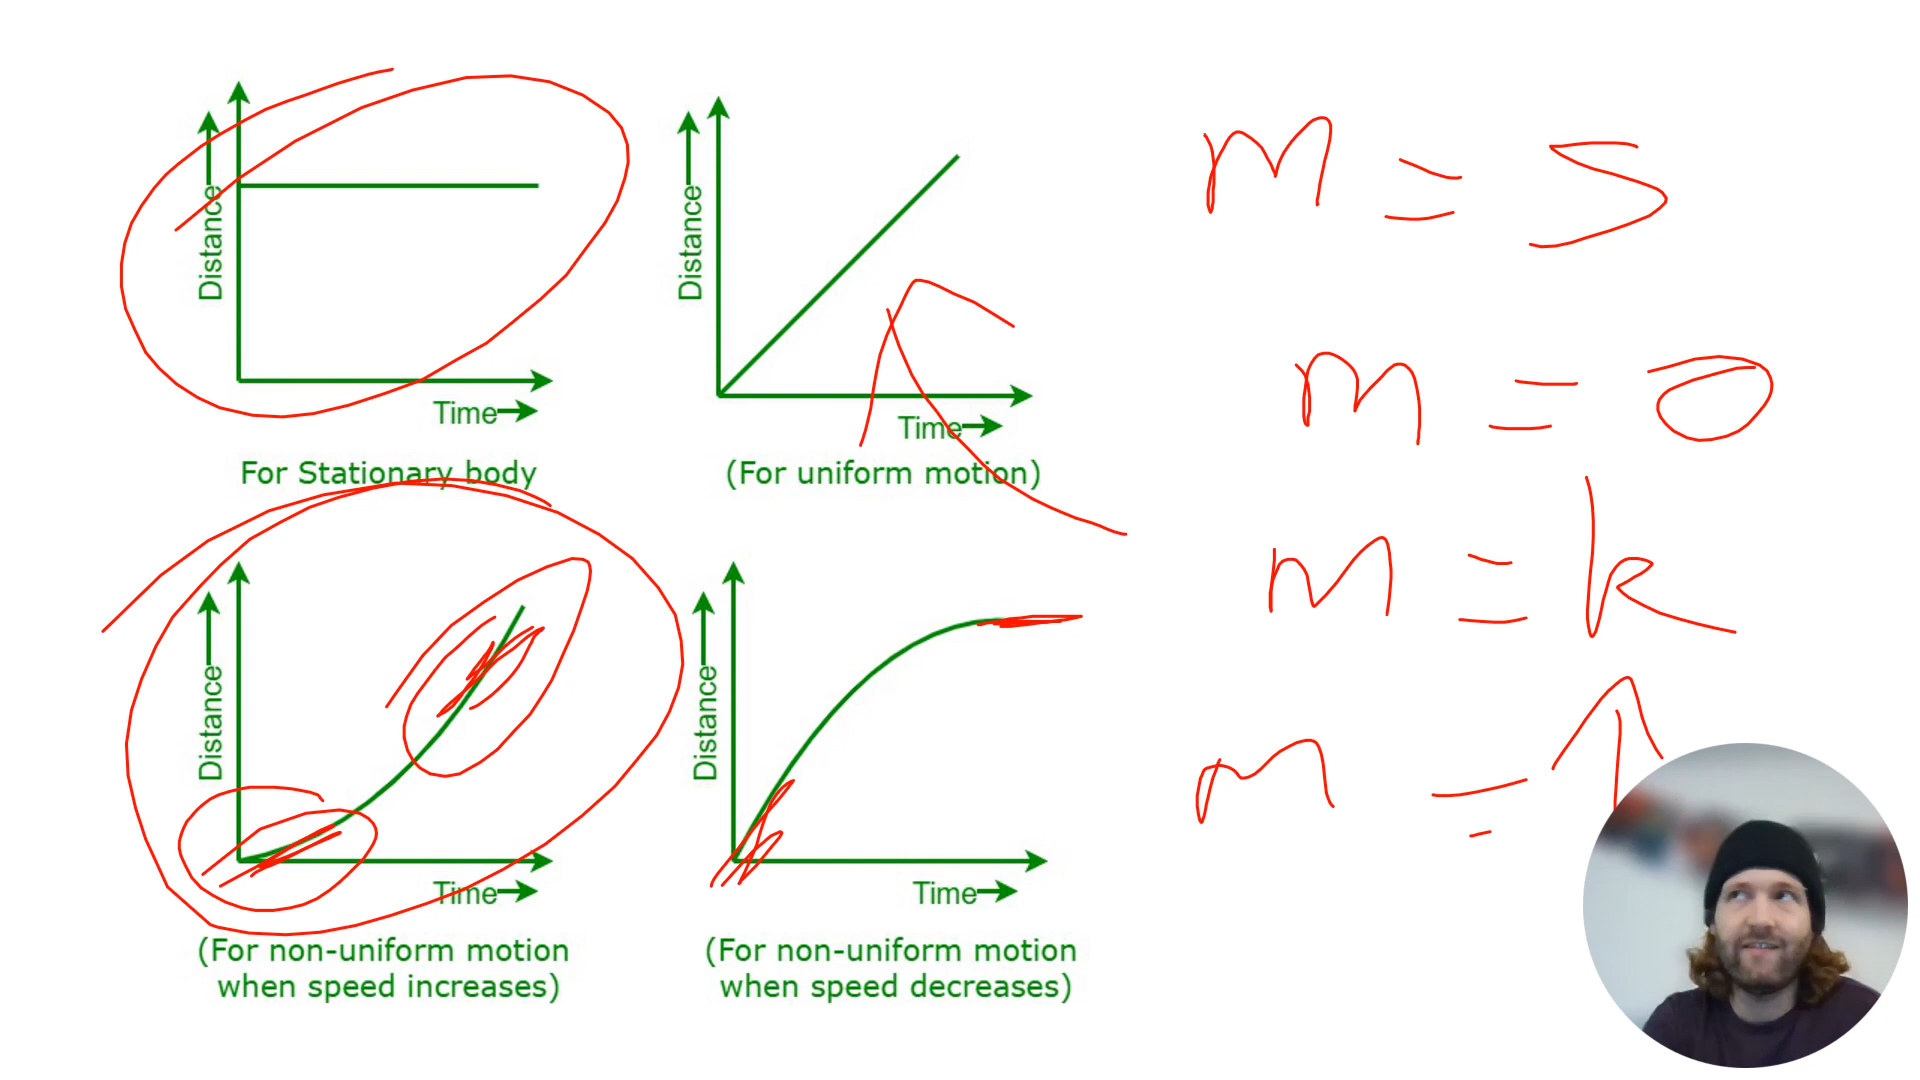 Distance
Time
For Stationary body
Distance
Time
(For uniform motion)
Distance
Time
(For non-uniform motion
when speed increases)
Distance
Time
(For non-uniform motion
when speed decreases)
m = S
m = 0
m = k
m = ↑